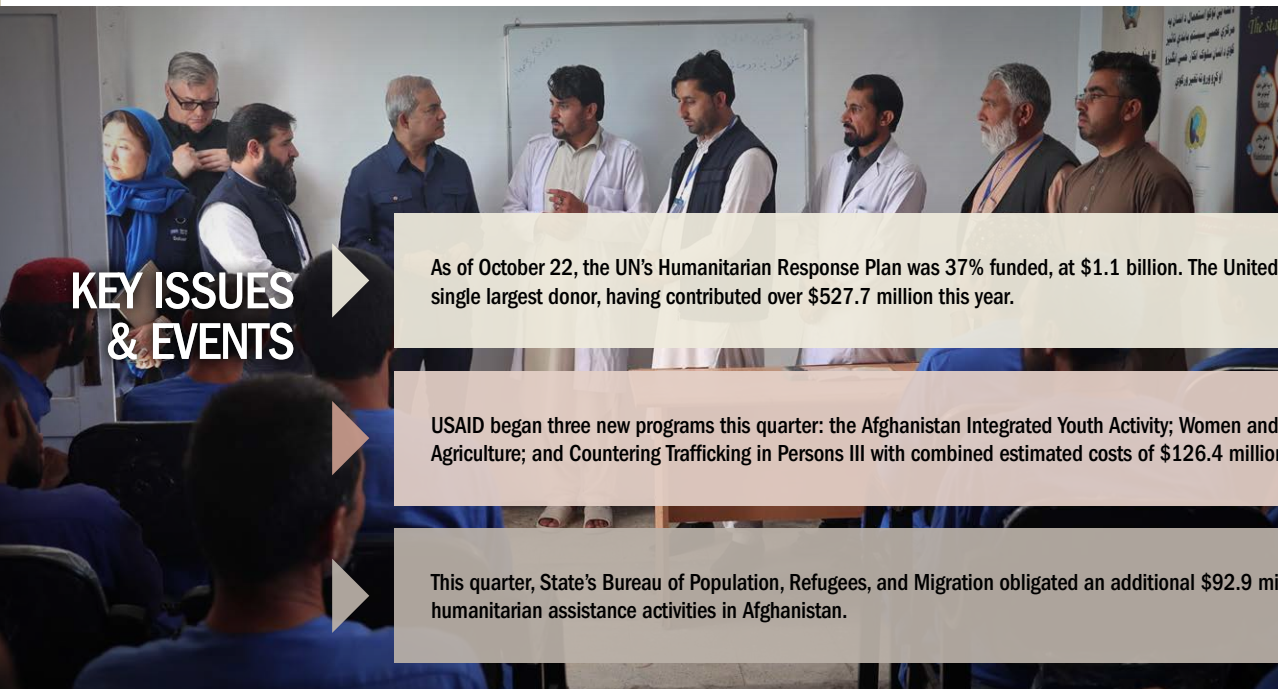 KEY ISSUES
& EVENTS
As of October 22, the UN’s Humanitarian Response Plan was 37% funded, at $1.1 billion. The United
single largest donor, having contributed over $527.7 million this year.
USAID began three new programs this quarter: the Afghanistan Integrated Youth Activity; Women and
Agriculture; and Countering Trafficking in Persons III with combined estimated costs of $126.4 million
This quarter, State’s Bureau of Population, Refugees, and Migration obligated an additional $92.9 mi
humanitarian assistance activities in Afghanistan.
The sta